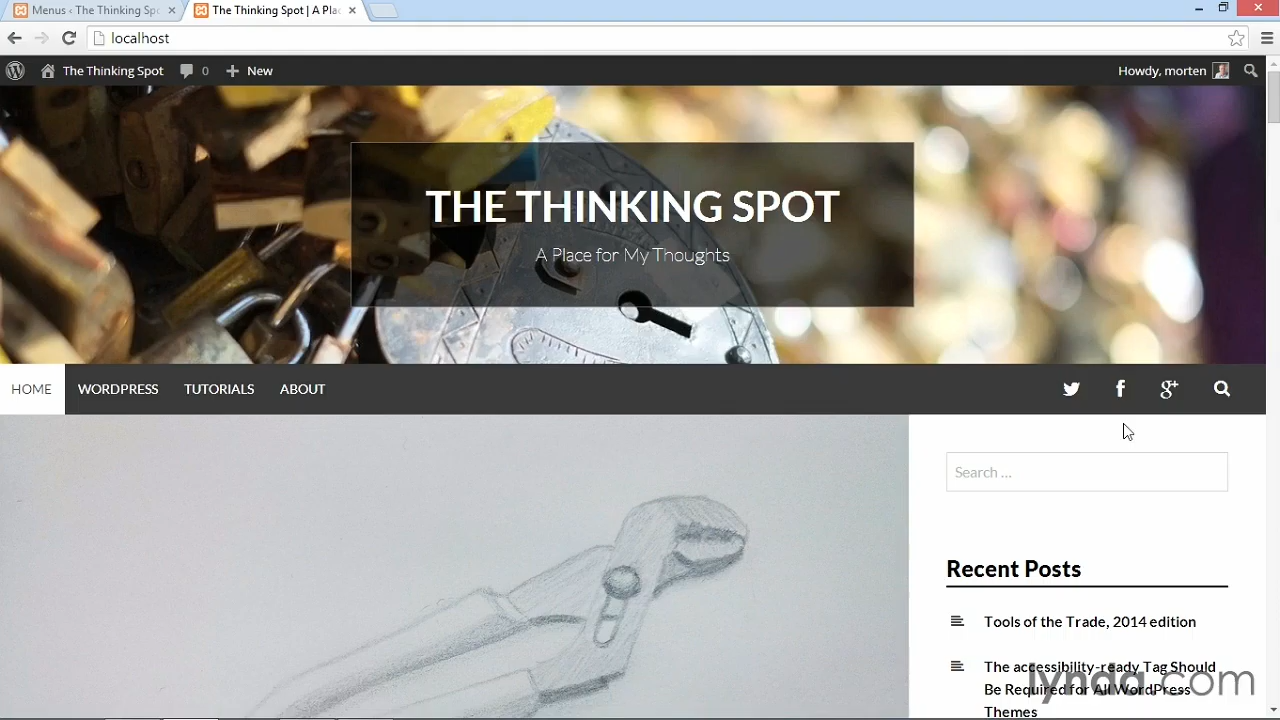 Menus ‹ The Thinking Spo
The Thinking Spot | A Pla
localhost
The Thinking Spot 0 New
Howdy, morten
THE THINKING SPOT
A Place for My Thoughts
HOME WORDPRESS TUTORIALS ABOUT
Search ...
Recent Posts
Tools of the Trade, 2014 edition
The accessibility-ready Tag Should
Be Required for All WordPress
Themes
lynda.com